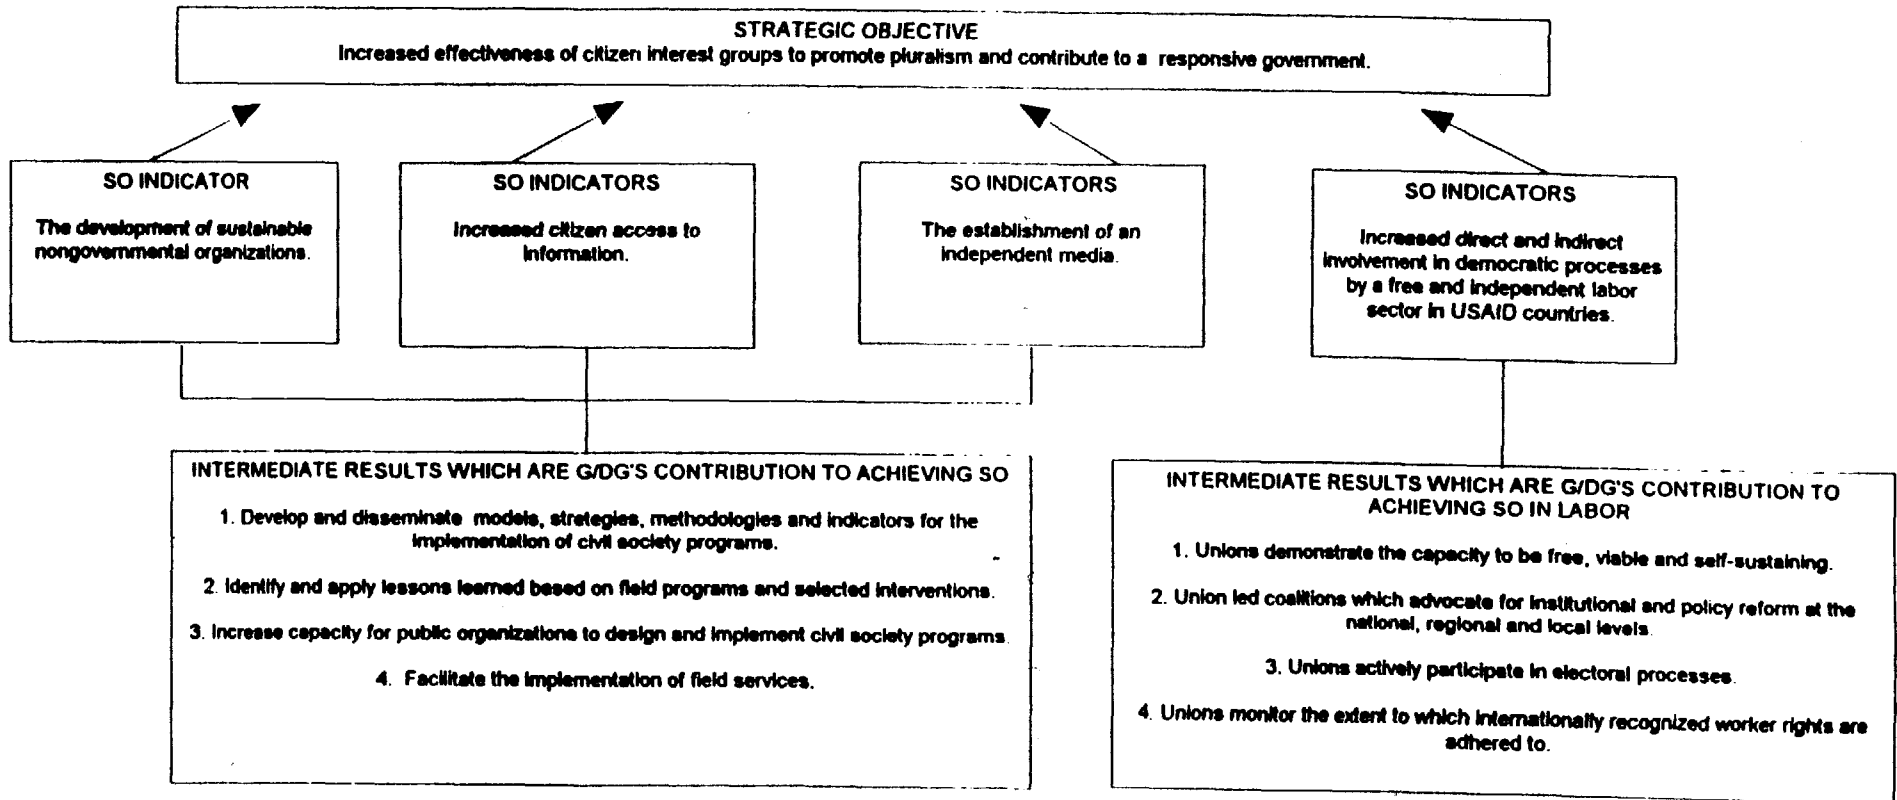 STRATEGIC OBJECTIVE
Increased effectiveness of citizen interest groups to promote pluralism and contribute to a responsive government.
SO INDICATOR
The development of sustainable
nongovernmental organizations.
SO INDICATORS
Increased citizen access to
information.
SO INDICATORS
The establishment of an
independent media.
SO INDICATORS
Increased direct and indirect
involvement in democratic processes
by a free and independent labor
sector in USAID countries.
INTERMEDIATE RESULTS WHICH ARE G/DG'S CONTRIBUTION TO ACHIEVING SO
1. Develop and disseminate models, strategies, methodologies and indicators for the
implementation of civil society programs.
2. Identify and apply lessons learned based on field programs and selected interventions.
3. Increase capacity for public organizations to design and implement civil society programs.
4. Facilitate the implementation of field services.
INTERMEDIATE RESULTS WHICH ARE G/DG'S CONTRIBUTION TO
ACHIEVING SO IN LABOR
1. Unions demonstrate the capacity to be free, viable and self-sustaining.
2. Union led coalitions which advocate for institutional and policy reform at the
national, regional and local levels.
3. Unions actively participate in electoral processes.
4. Unions monitor the extent to which internationally recognized worker rights are
adhered to.